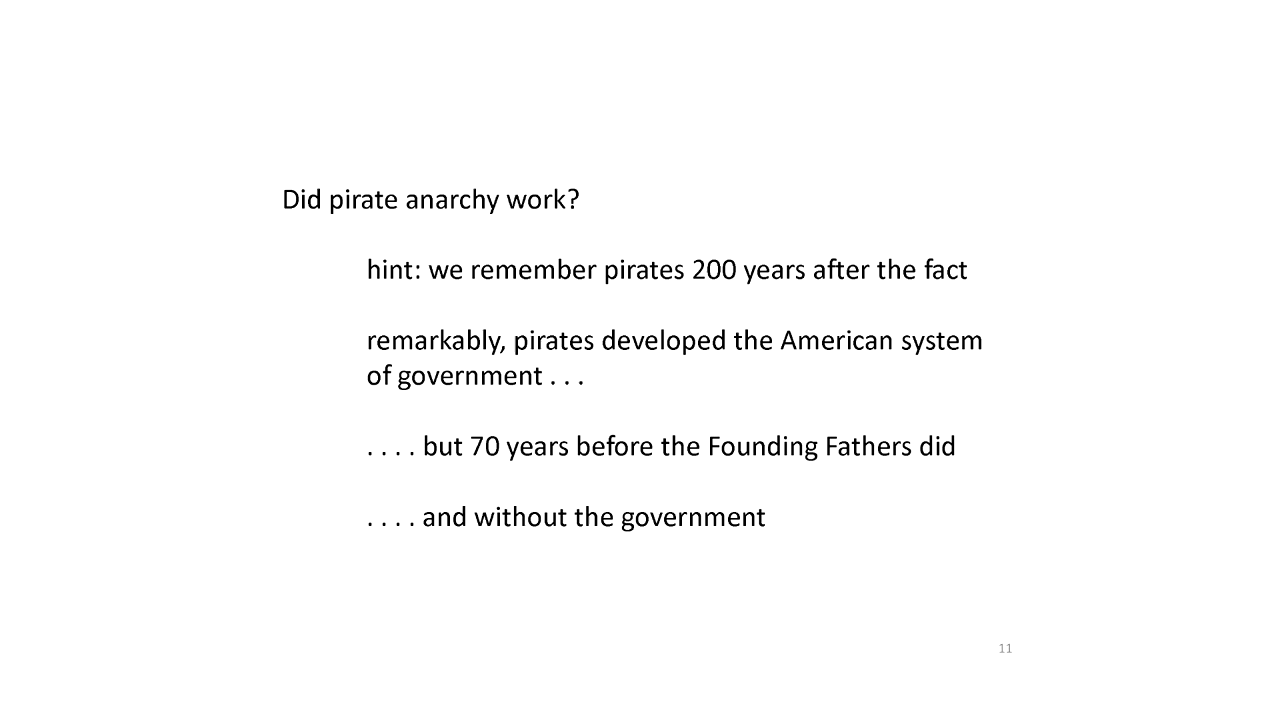 Did pirate anarchy work?
hint: we remember pirates 200 years after the fact
remarkably, pirates developed the American system
of government . . .
. . . . but 70 years before the Founding Fathers did
. . . . and without the government
11